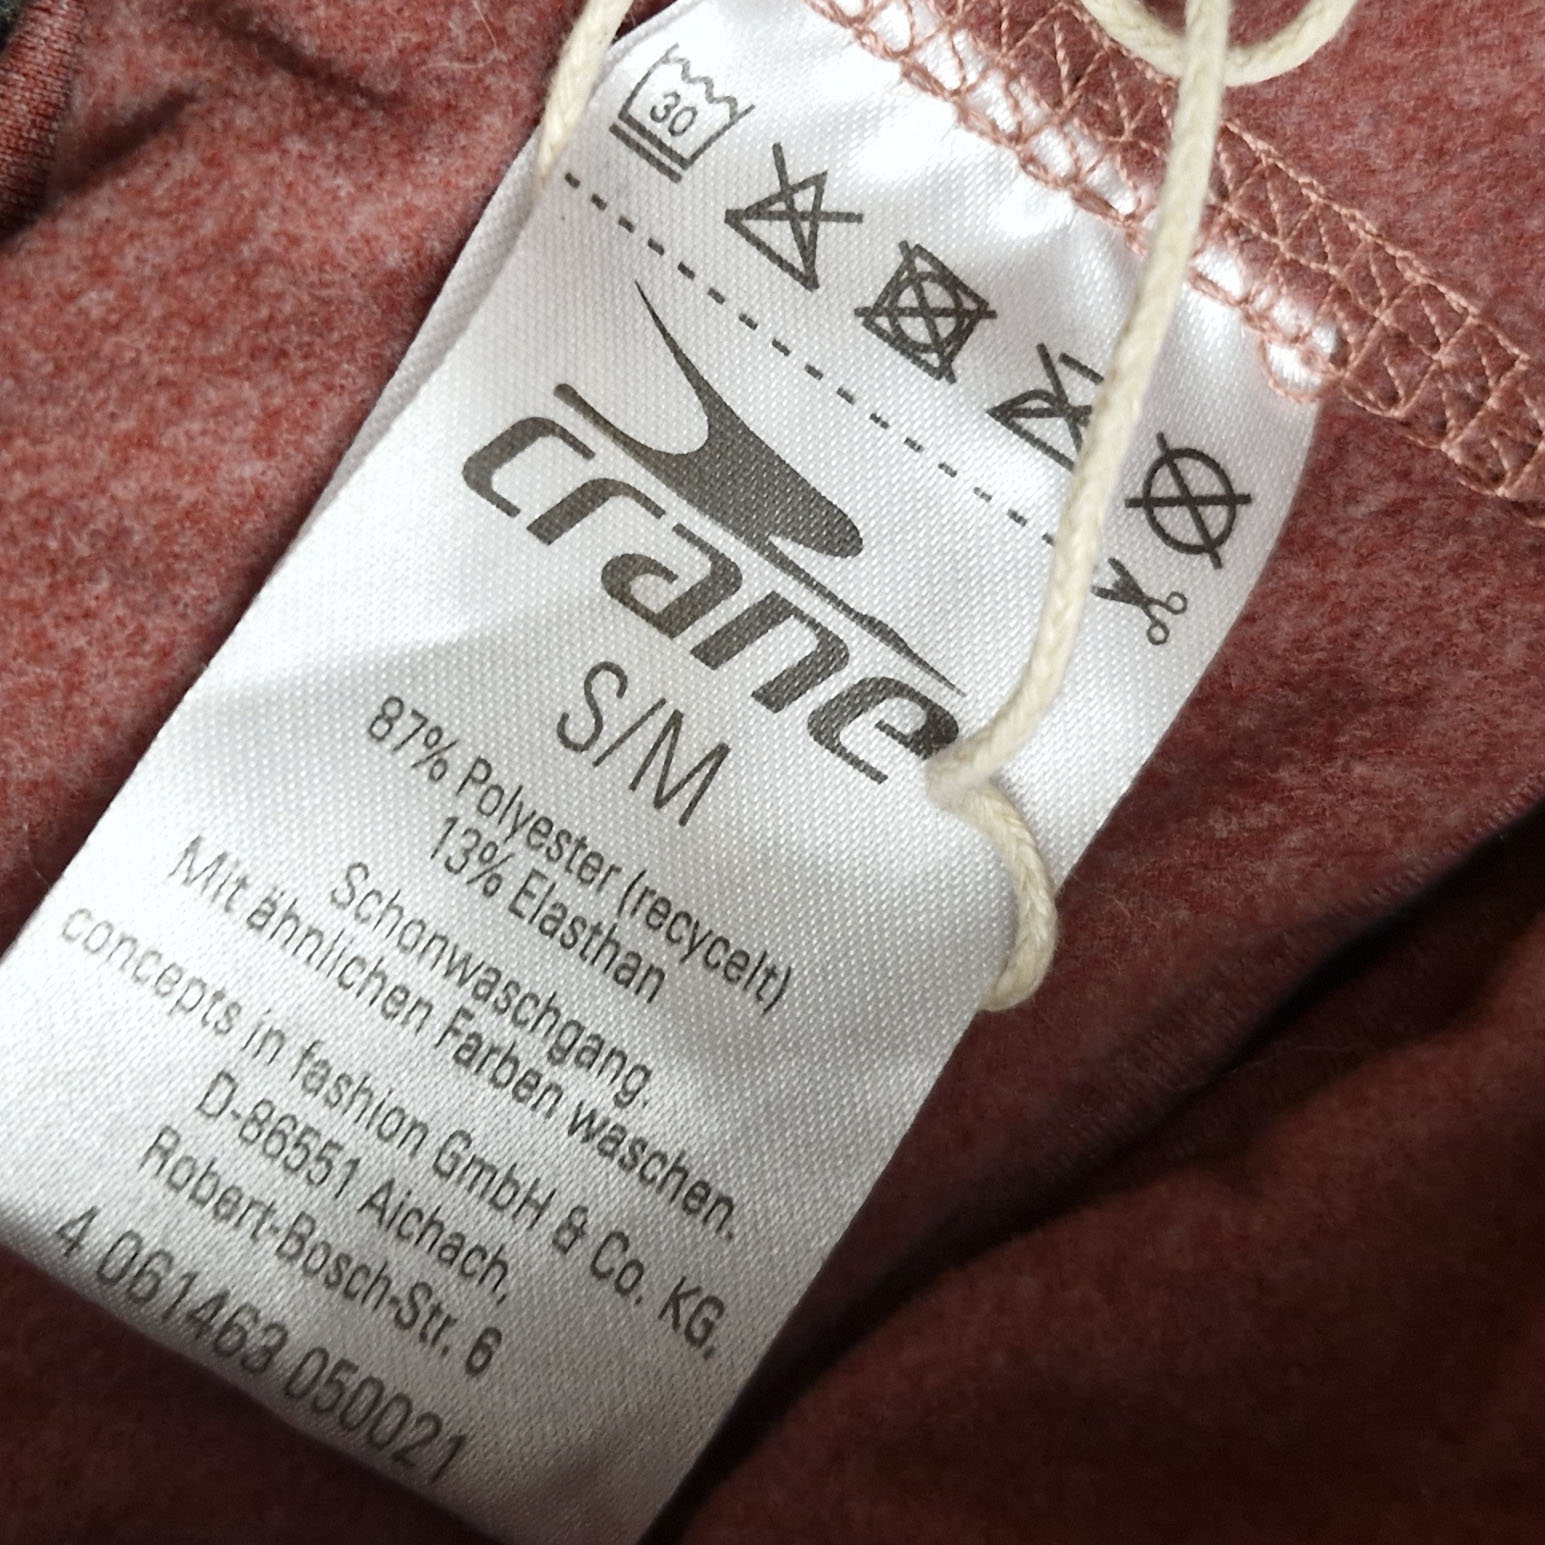 30
crane
S/M
87% Polyester (recycelt)
13% Elasthan
Schonwaschgang.
Mit ähnlichen Farben waschen.
concepts in fashion GmbH & Co. KG,
D-86551 Aichach,
Robert-Bosch-Str. 6
4 061463 050021